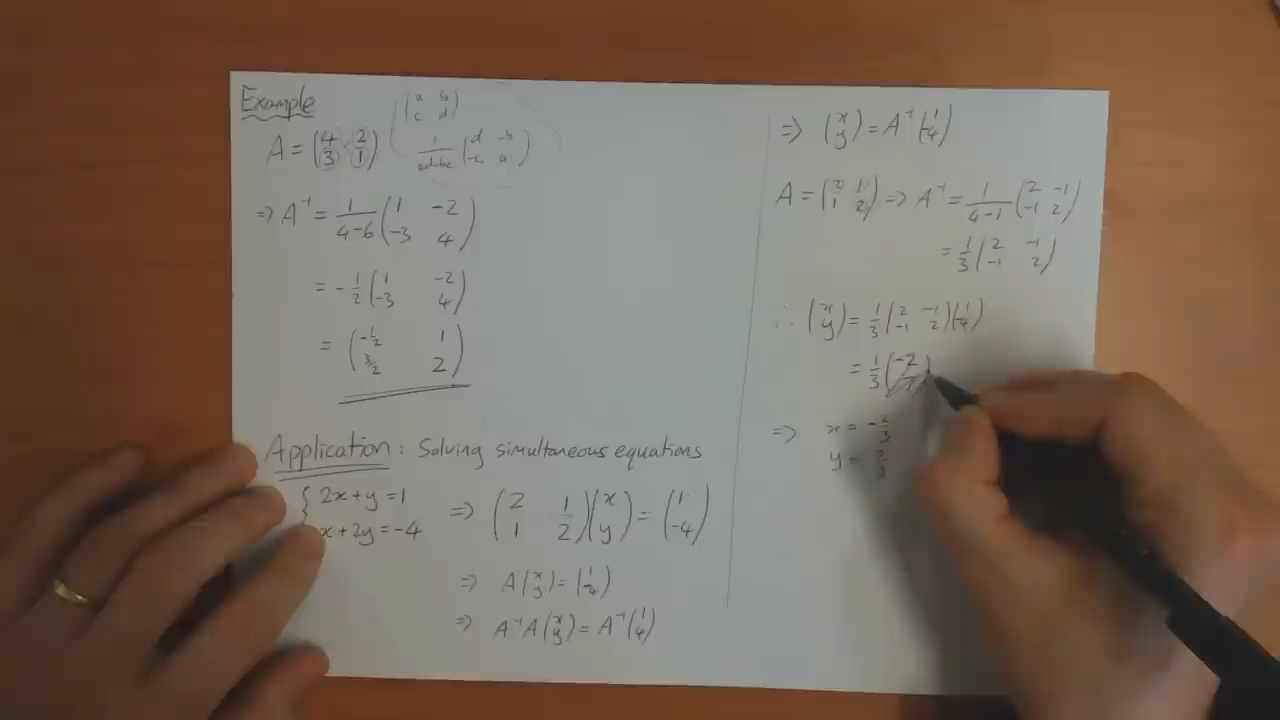 Example
(a b
c d)
A = (4 2
3 1)
1/(ad-bc) (d -b
-c a)
⇒ A⁻¹ = 1/(4-6) (1 -2
-3 4)
= -1/2 (1 -2
-3 4)
= (-1/2 1
3/2 2)
Application : Solving simultaneous equations
{ 2x+y=1
x+2y=-4
⇒ (2 1
1 2)(x
y) = (1
-4)
⇒ A(x
y) = (1
-4)
⇒ A⁻¹A(x
y) = A⁻¹(1
4)
⇒ (x
y) = A⁻¹(1
4)
A = (2 1
1 2) ⇒ A⁻¹ = 1/(4-1) (2 -1
-1 2)
= 1/3 (2 -1
-1 2)
∴ (x
y) = 1/3 (2 -1
-1 2)(1
4)
= 1/3 (-2
⇒ x = -2/3
y =